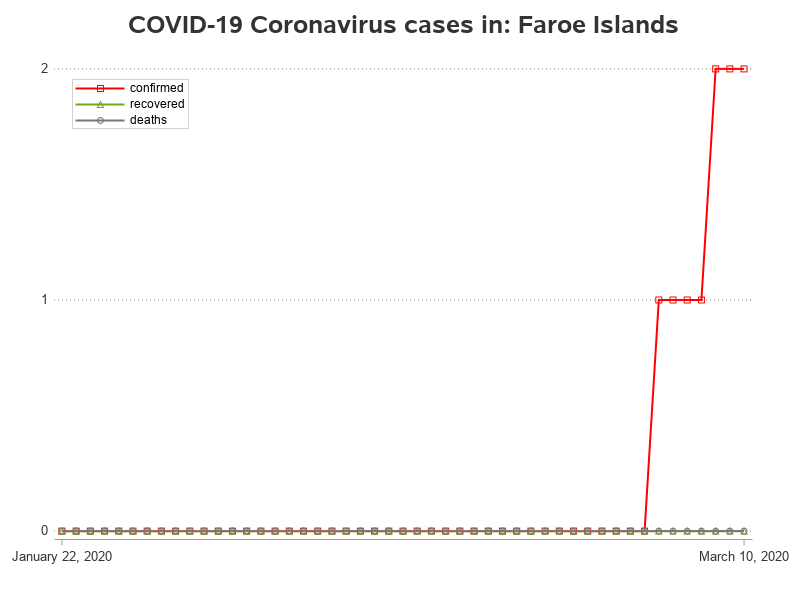 COVID-19 Coronavirus cases in: Faroe Islands
2
confirmed
recovered
deaths
1
0
January 22, 2020
March 10, 2020